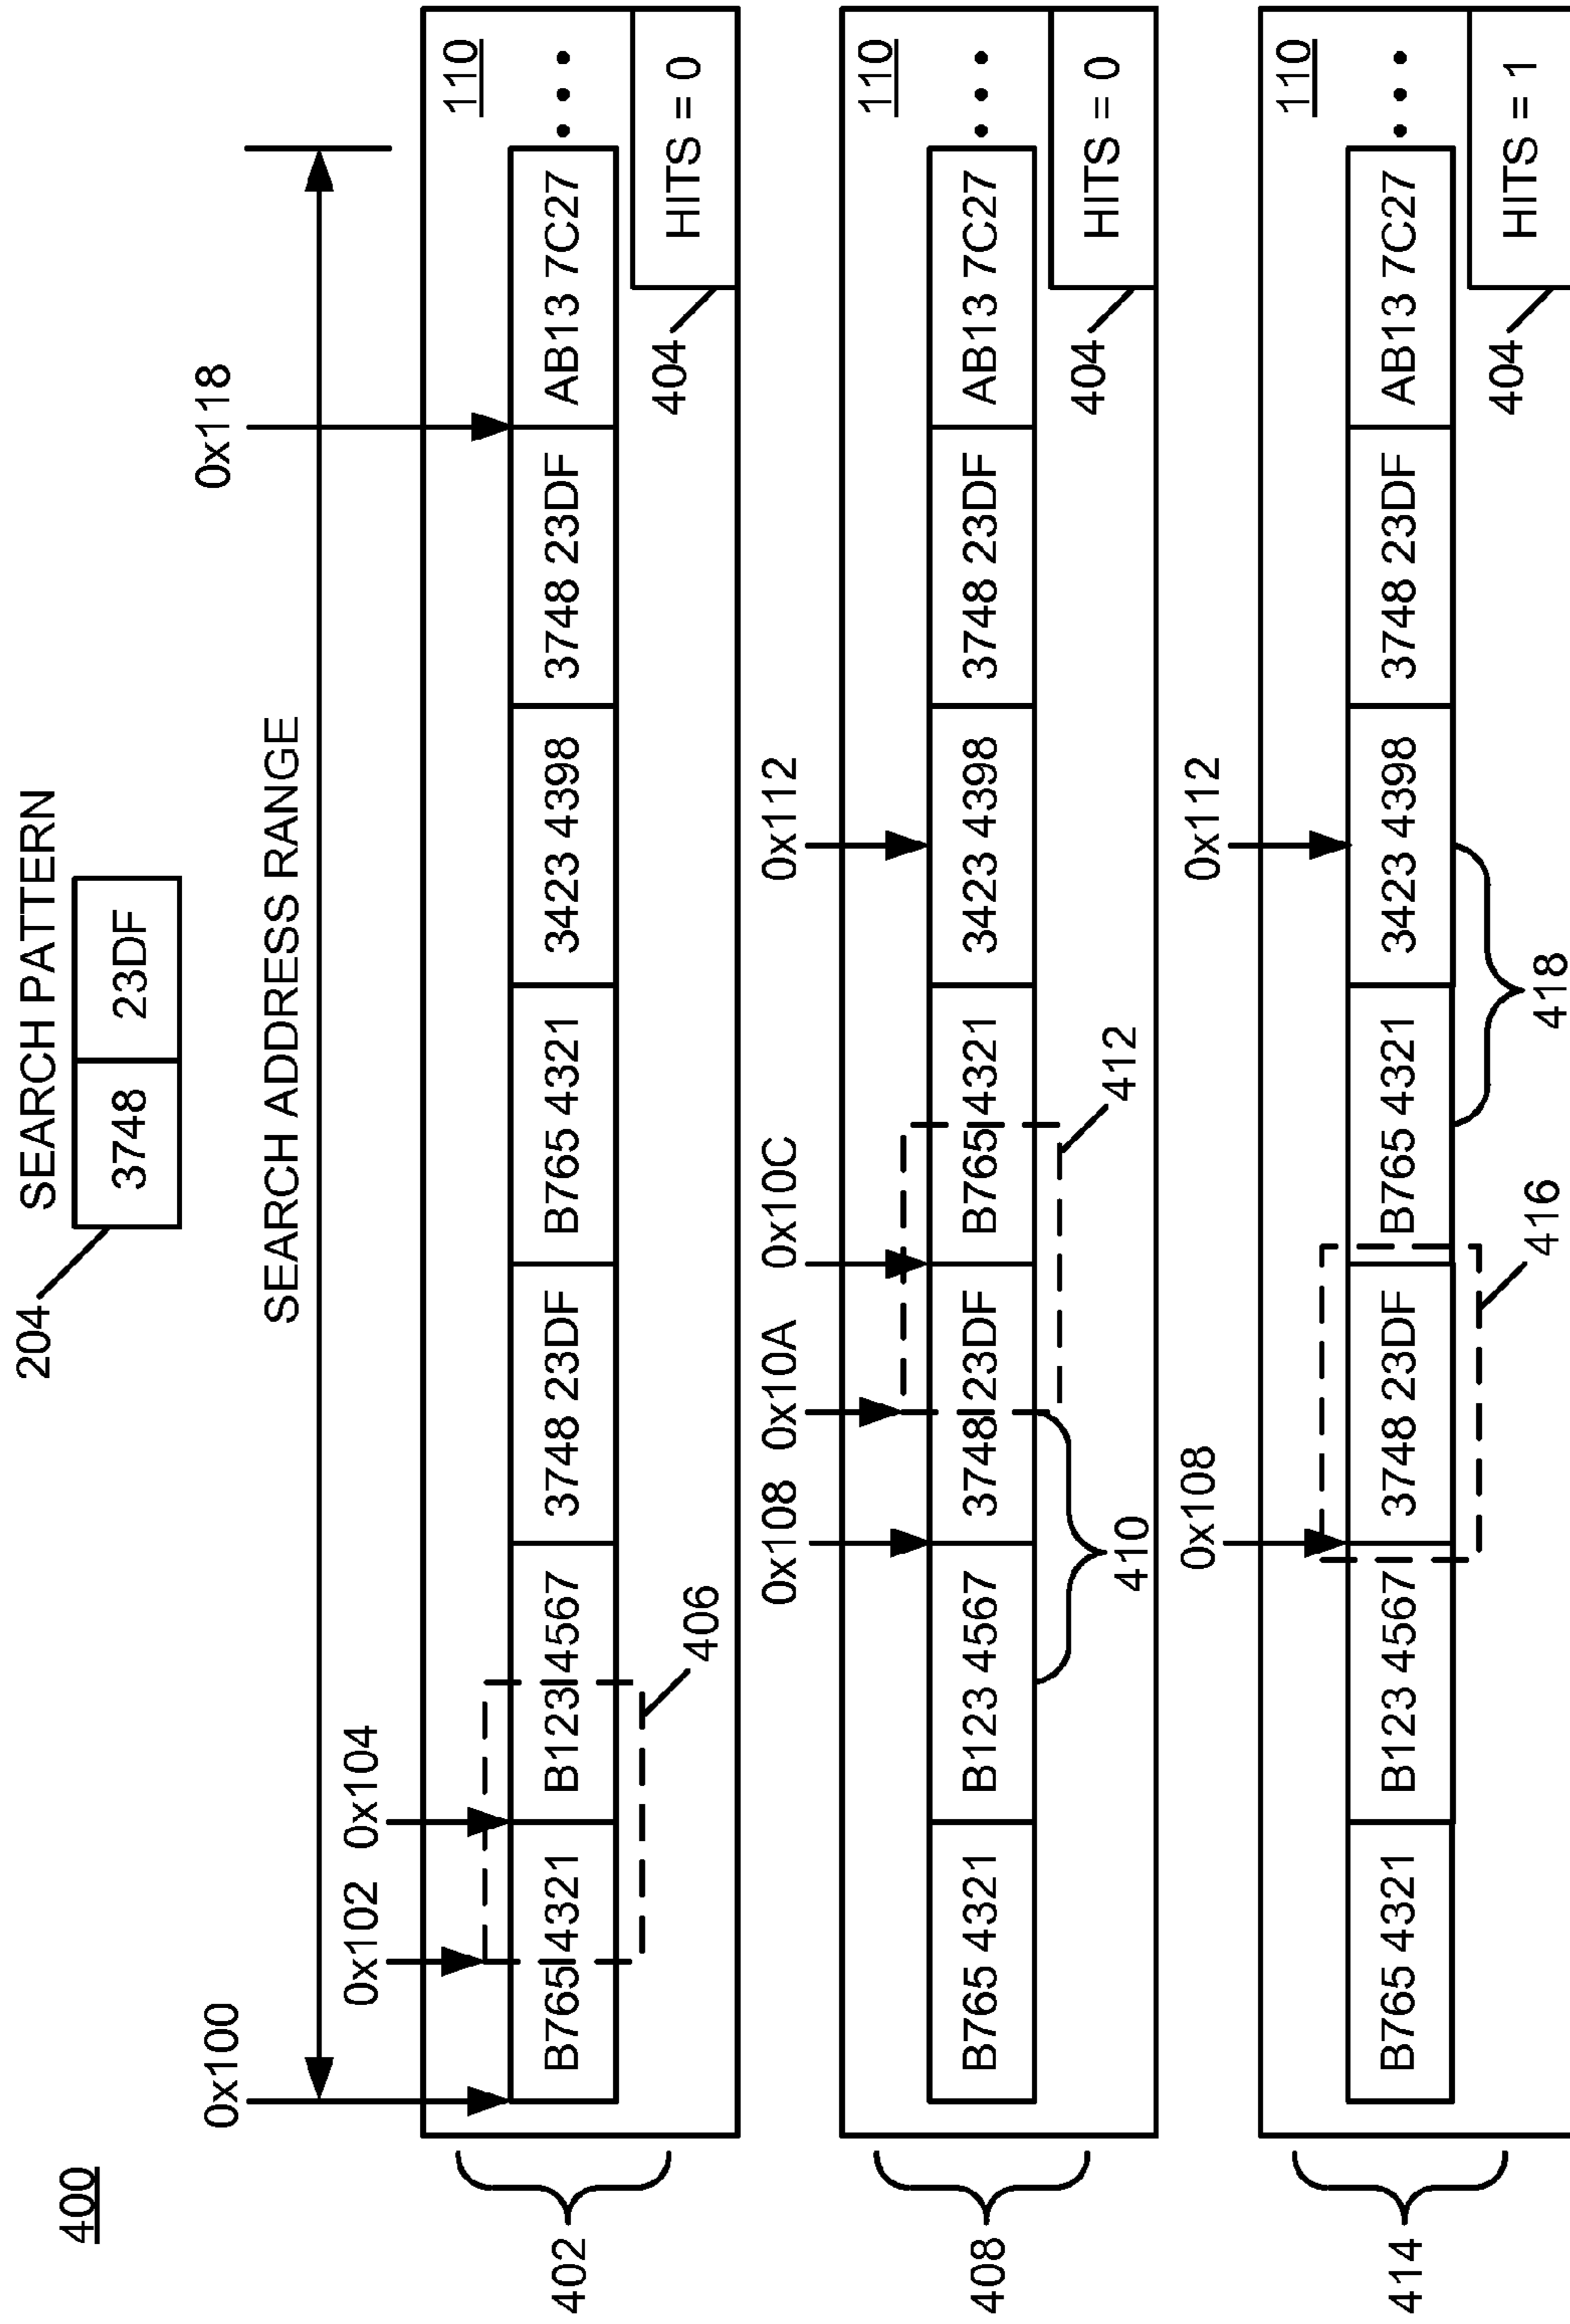 400
SEARCH PATTERN
204
3748 23DF
0x100
SEARCH ADDRESS RANGE
0x118
0x102 0x104
402
110
B765 4321 B123 4567 3748 23DF B765 4321 3423 4398 3748 23DF AB13 7C27 • • •
406
404
HITS = 0
0x108 0x10A 0x10C 0x112
408
110
B765 4321 B123 4567 3748 23DF B765 4321 3423 4398 3748 23DF AB13 7C27 • • •
410
412
404
HITS = 0
0x108 0x112
414
110
B765 4321 B123 4567 3748 23DF B765 4321 3423 4398 3748 23DF AB13 7C27 • • •
416
418
404
HITS = 1